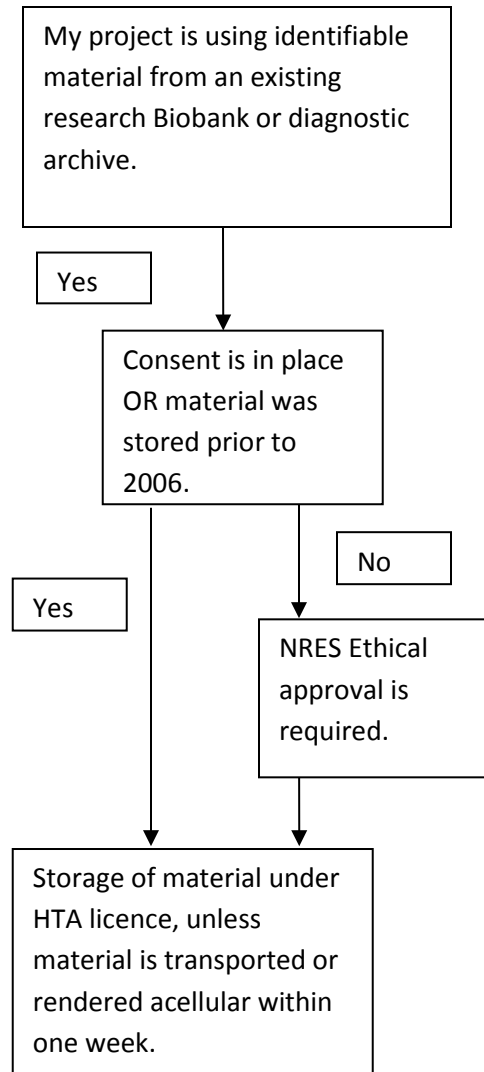 My project is using identifiable
material from an existing
research Biobank or diagnostic
archive.
Yes
Consent is in place
OR material was
stored prior to
2006.
No
Yes
NRES Ethical
approval is
required.
Storage of material under
HTA licence, unless
material is transported or
rendered acellular within
one week.